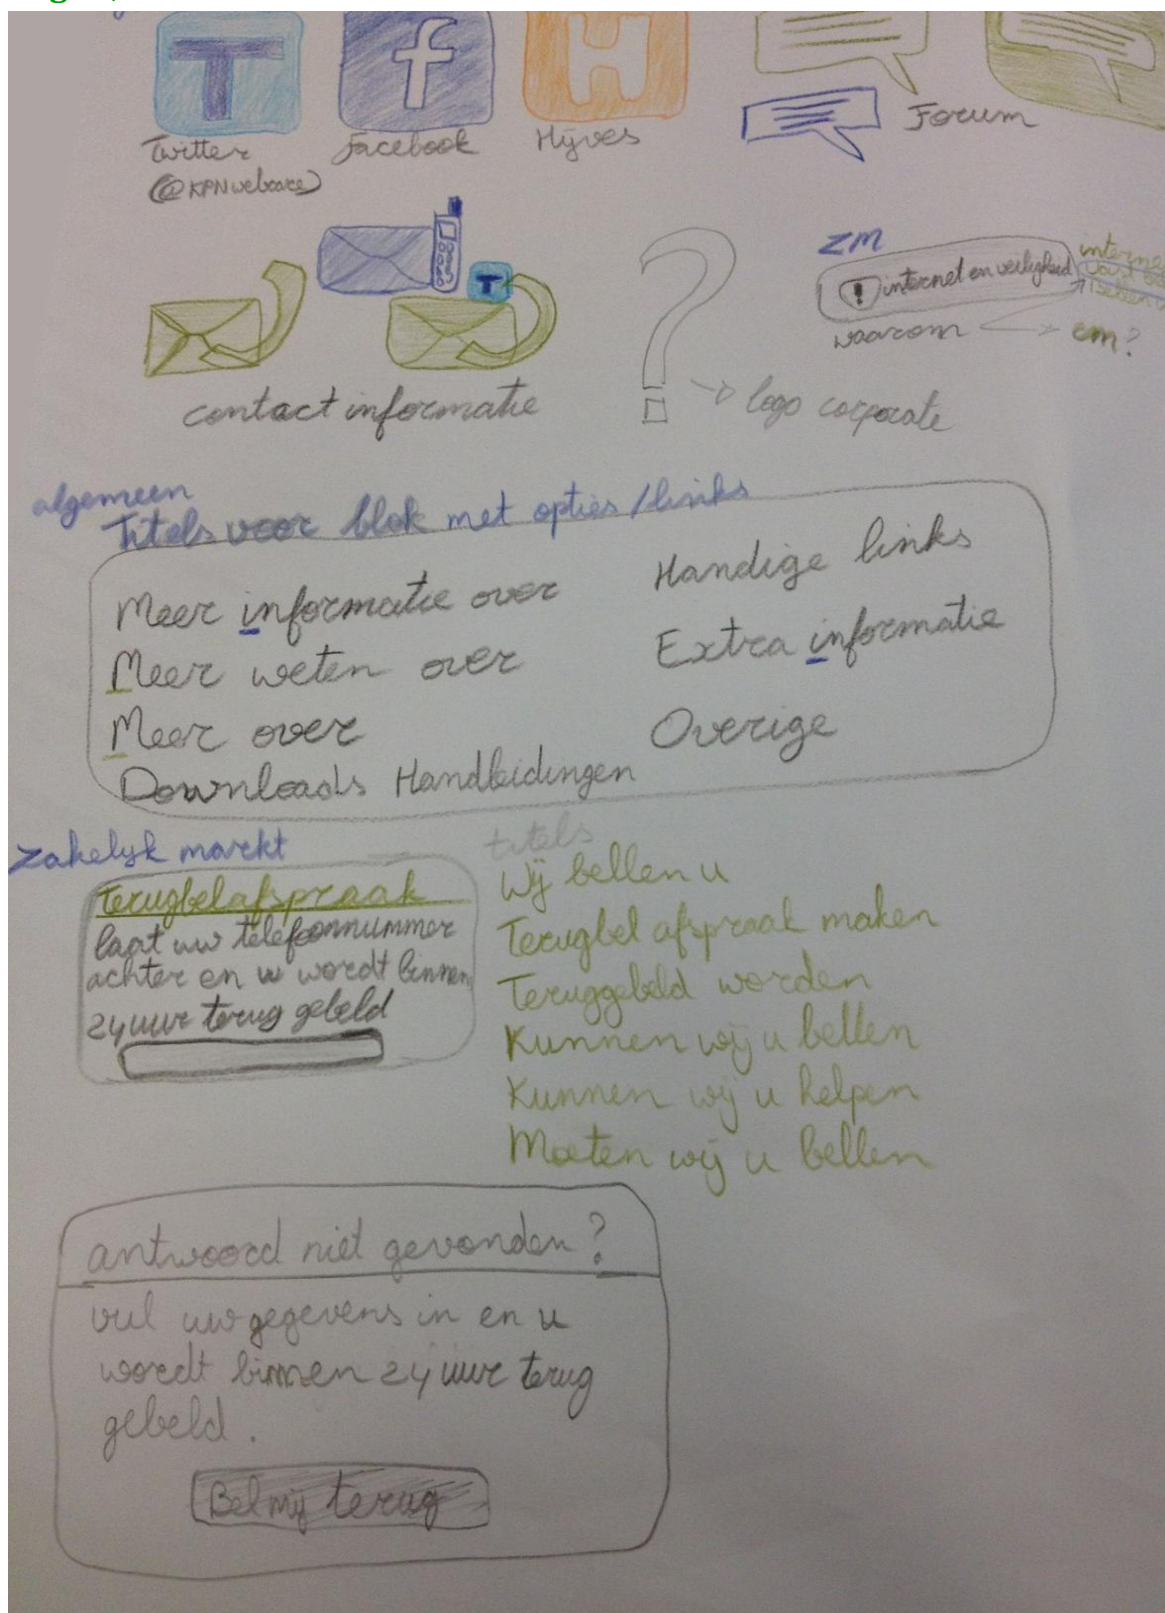 T
f
H
Twitter
Facebook
Hyves
Forum
(@KPNwebcare)
T
contact informatie
logo corporate
ZM
! internet en veiligheid
waarom
cm?
algemeen
Titels voor blok met opties / links
Meer informatie over
Meer weten over
Meer over
Downloads Handleidingen
Handige links
Extra informatie
Overige
Zakelijk markt
terugbelafspraak
laat uw telefoonnummer
achter en u wordt binnen
24 uur terug gebeld
titels
Wij bellen u
Terugbel afspraak maken
Teruggebeld worden
Kunnen wij u bellen
Kunnen wij u helpen
Moeten wij u bellen
antwoord niet gevonden?
vul uw gegevens in en u
wordt binnen 24 uur terug
gebeld.
Bel mij terug